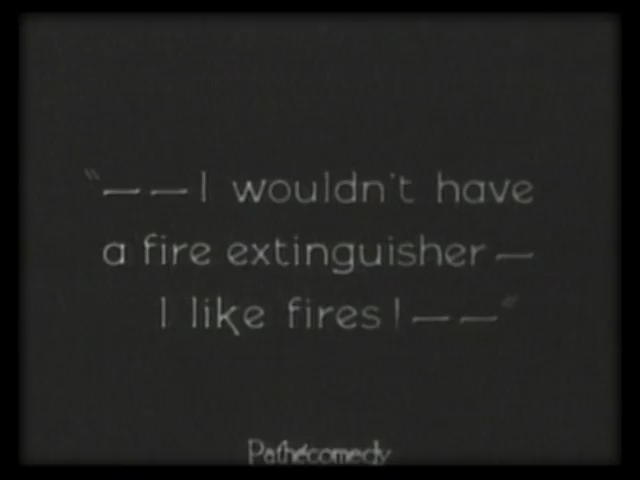 "— — I wouldn't have
a fire extinguisher —
I like fires! — —"
Pathécomedy